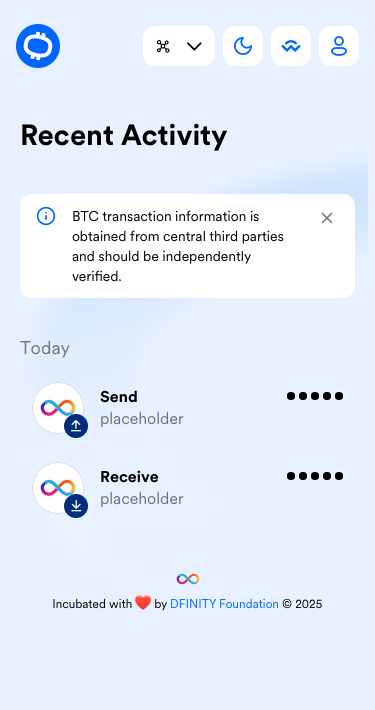 Recent Activity
BTC transaction information is
obtained from central third parties
and should be independently
verified.
Today
Send
placeholder
Receive
placeholder
Incubated with ❤️ by DFINITY Foundation © 2025